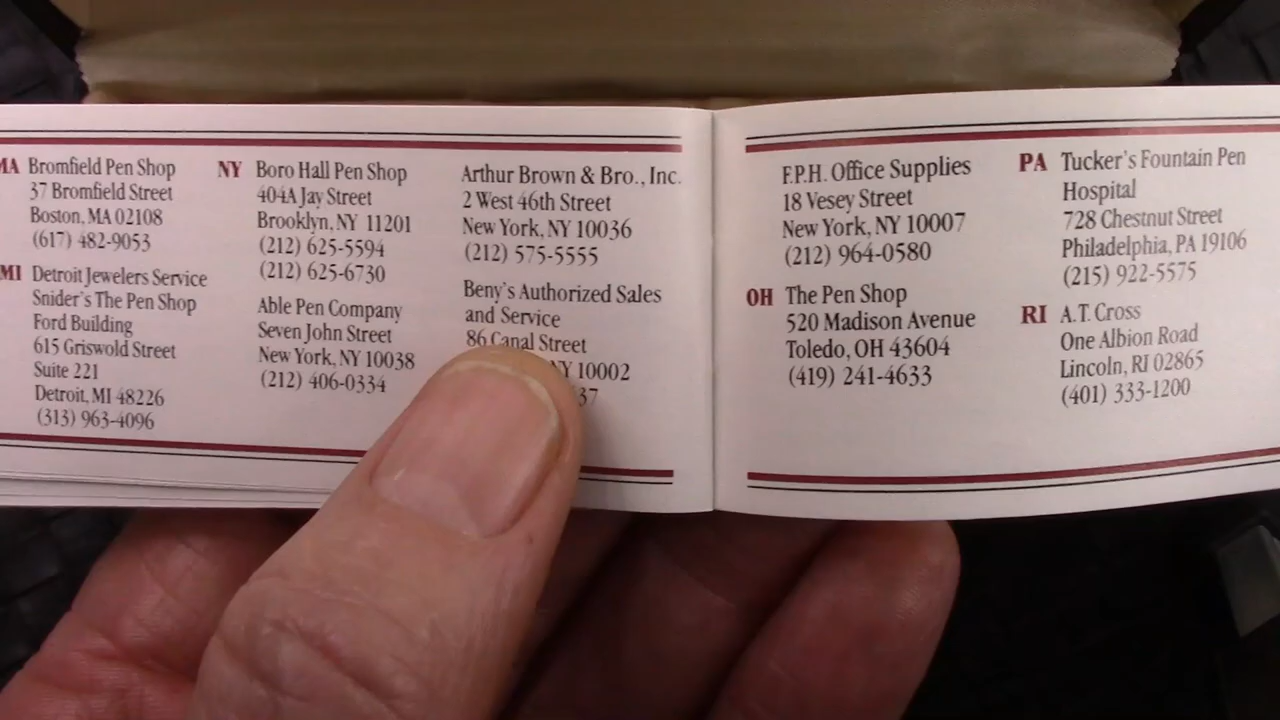 MA Bromfield Pen Shop
37 Bromfield Street
Boston, MA 02108
(617) 482-9053
MI Detroit Jewelers Service
Snider's The Pen Shop
Ford Building
615 Griswold Street
Suite 221
Detroit, MI 48226
(313) 963-4096
NY Boro Hall Pen Shop
404A Jay Street
Brooklyn, NY 11201
(212) 625-5594
(212) 625-6730
Able Pen Company
Seven John Street
New York, NY 10038
(212) 406-0334
Arthur Brown & Bro., Inc.
2 West 46th Street
New York, NY 10036
(212) 575-5555
Beny's Authorized Sales
and Service
86 Canal Street
NY 10002
37
F.P.H. Office Supplies
18 Vesey Street
New York, NY 10007
(212) 964-0580
OH The Pen Shop
520 Madison Avenue
Toledo, OH 43604
(419) 241-4633
PA Tucker's Fountain Pen
Hospital
728 Chestnut Street
Philadelphia, PA 19106
(215) 922-5575
RI A.T. Cross
One Albion Road
Lincoln, RI 02865
(401) 333-1200